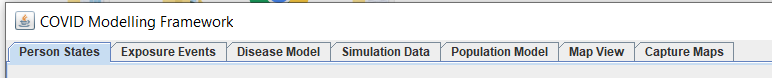 COVID Modelling Framework
Person States Exposure Events Disease Model Simulation Data Population Model Map View Capture Maps